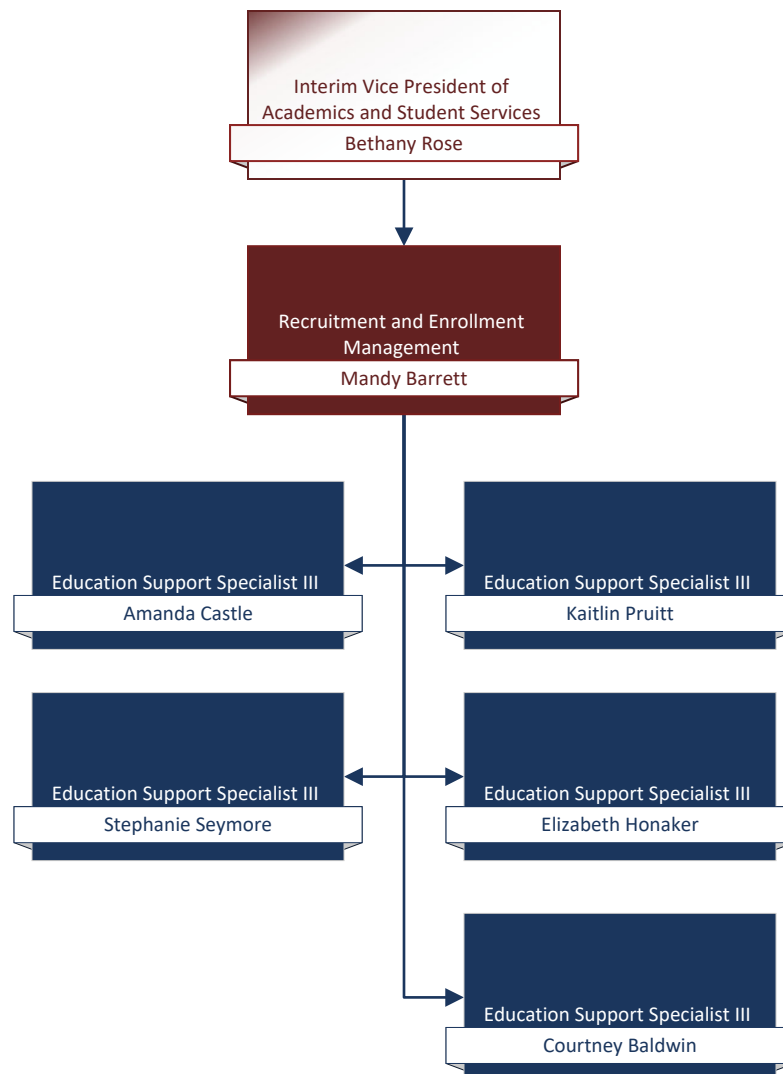 Interim Vice President of
Academics and Student Services
Bethany Rose
Recruitment and Enrollment
Management
Mandy Barrett
Education Support Specialist III
Amanda Castle
Education Support Specialist III
Kaitlin Pruitt
Education Support Specialist III
Stephanie Seymore
Education Support Specialist III
Elizabeth Honaker
Education Support Specialist III
Courtney Baldwin